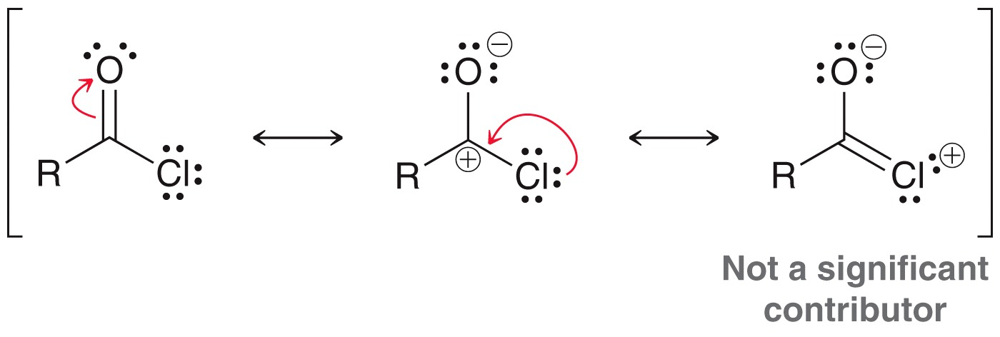 O O ⊖ O ⊖
R Cl R ⊕ Cl R Cl ⊕
Not a significant
contributor